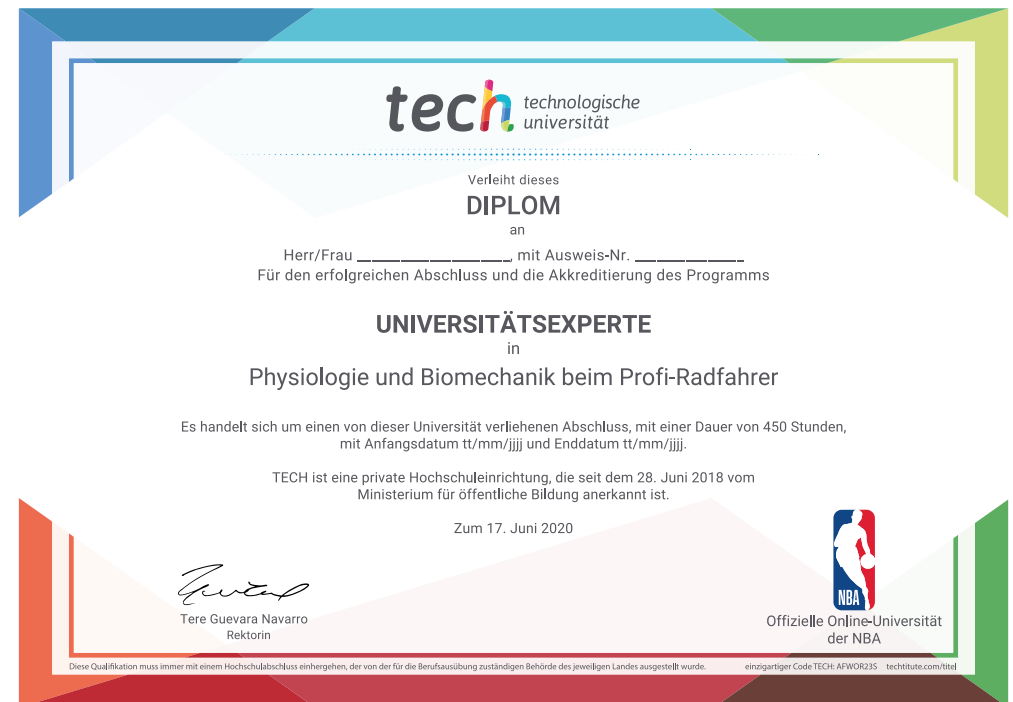 tech technologische
universität
Verleiht dieses
DIPLOM
an
Herr/Frau ____________________, mit Ausweis-Nr. ______________
Für den erfolgreichen Abschluss und die Akkreditierung des Programms
UNIVERSITÄTSEXPERTE
in
Physiologie und Biomechanik beim Profi-Radfahrer
Es handelt sich um einen von dieser Universität verliehenen Abschluss, mit einer Dauer von 450 Stunden,
mit Anfangsdatum tt/mm/jjjj und Enddatum tt/mm/jjjj.
TECH ist eine private Hochschuleinrichtung, die seit dem 28. Juni 2018 vom
Ministerium für öffentliche Bildung anerkannt ist.
Zum 17. Juni 2020
Tere Guevara Navarro
Rektorin
NBA
Offizielle Online-Universität
der NBA
Diese Qualifikation muss immer mit einem Hochschulabschluss einhergehen, der von der für die Berufsausübung zuständigen Behörde des jeweiligen Landes ausgestellt wurde. einzigartiger Code TECH: AFWOR23S techtitute.com/titel